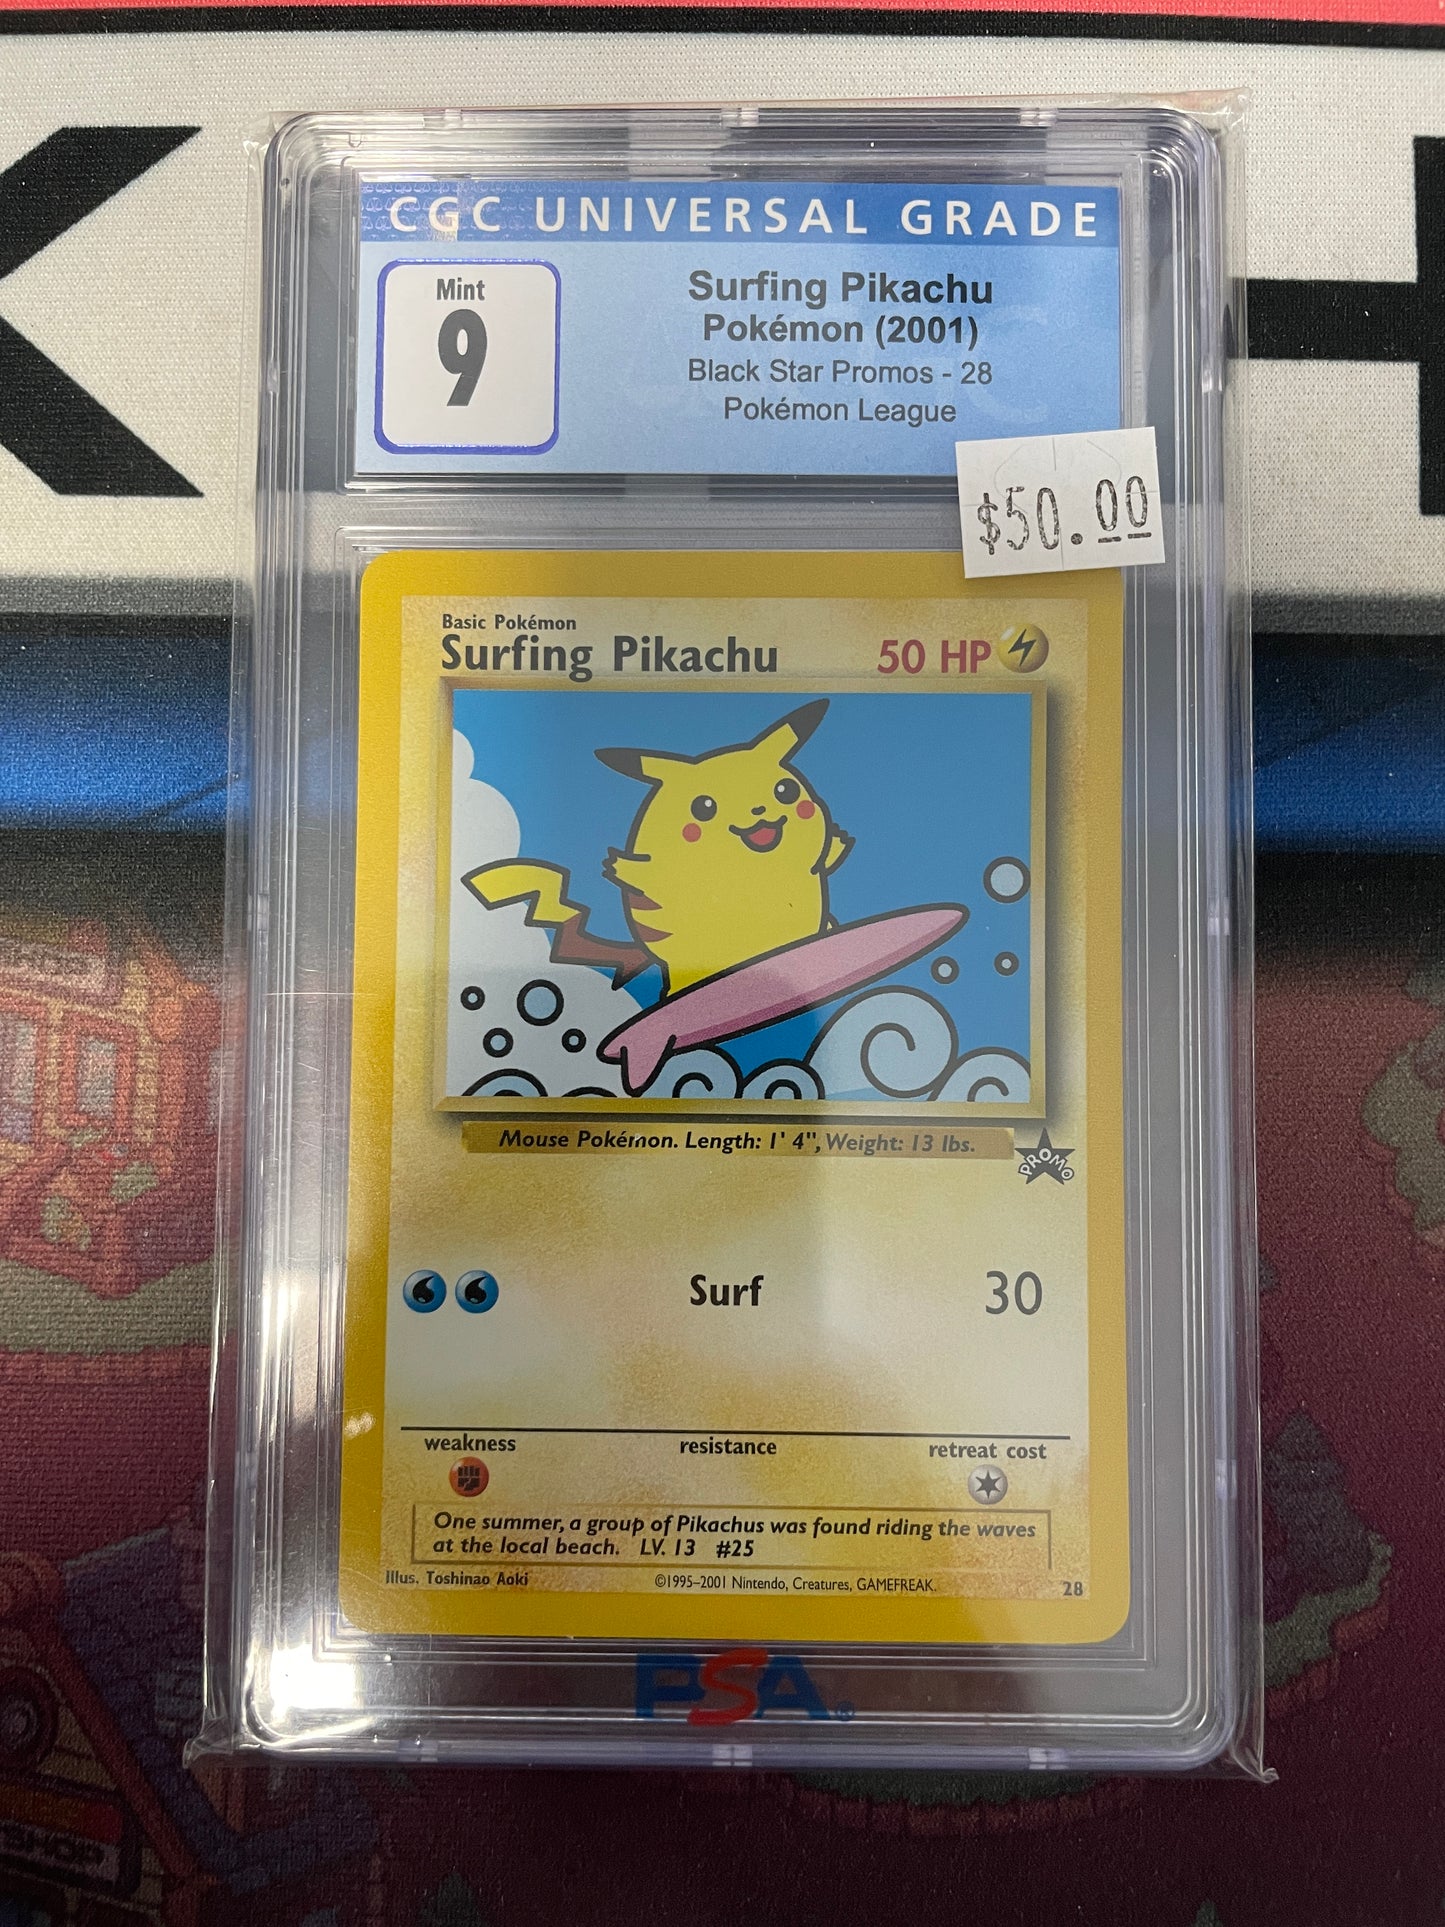 CGC UNIVERSAL GRADE
Mint
9
Surfing Pikachu
Pokémon (2001)
Black Star Promos - 28
Pokémon League
$50.00
Basic Pokémon
Surfing Pikachu
50 HP
Mouse Pokémon. Length: 1' 4", Weight: 13 lbs.
PROMO
Surf
30
weakness
resistance
retreat cost
One summer, a group of Pikachus was found riding the waves
at the local beach. LV. 13 #25
Illus. Toshinao Aoki
©1995–2001 Nintendo, Creatures, GAMEFREAK.
28
PSA®
SHOP